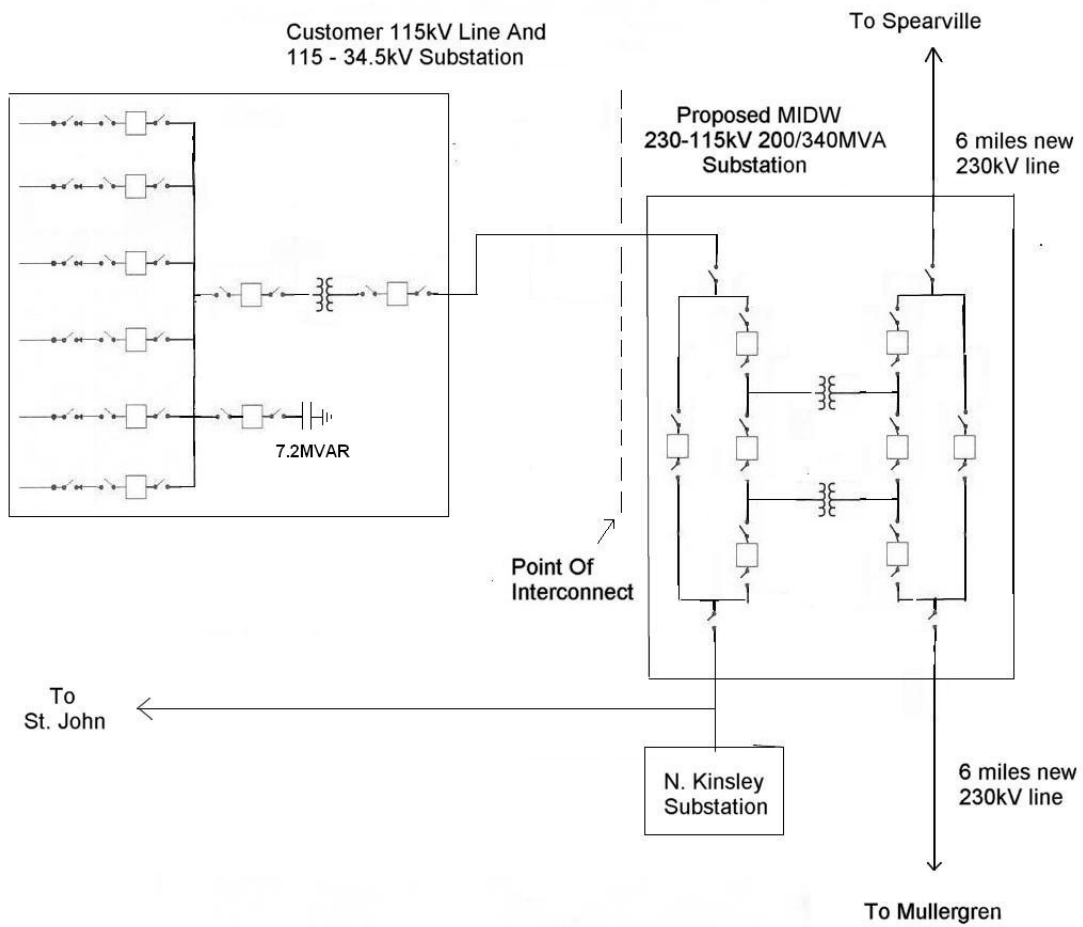 To Spearville
Customer 115kV Line And
115 - 34.5kV Substation
Proposed MIDW
230-115kV 200/340MVA
Substation
6 miles new
230kV line
7.2MVAR
Point Of
Interconnect
To
St. John
N. Kinsley
Substation
6 miles new
230kV line
To Mullergren